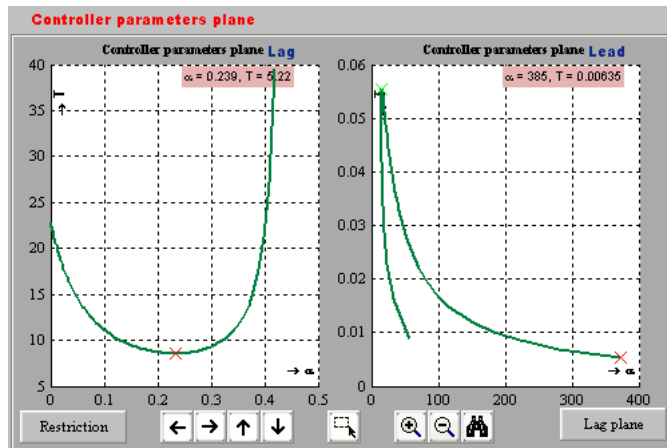 Controller parameters plane
Controller parameters plane Lag
α = 0.239, T = 5.22
40
35
30
25
20
15
10
5
T
→ α
0 0.1 0.2 0.3 0.4 0.5
Controller parameters plane Lead
α = 385, T = 0.00635
0.06
0.05
0.04
0.03
0.02
0.01
0
T
→ α
0 100 200 300 400
Restriction
Lag plane